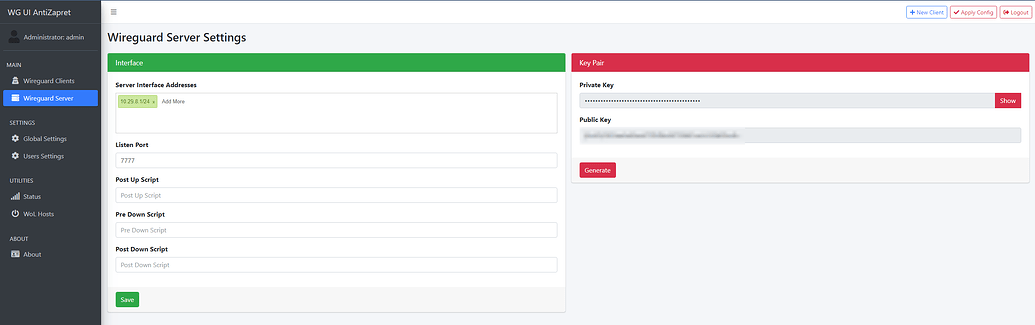 WG UI AntiZapret
+ New Client
Apply Config
Logout
Administrator: admin
MAIN
Wireguard Clients
Wireguard Server
SETTINGS
Global Settings
Users Settings
UTILITIES
Status
WoL Hosts
ABOUT
About
Wireguard Server Settings
Interface
Server Interface Addresses
10.25.8.1/24 x Add More
Listen Port
7777
Post Up Script
Post Up Script
Pre Down Script
Pre Down Script
Post Down Script
Post Down Script
Save
Key Pair
Private Key
Show
Public Key
Generate